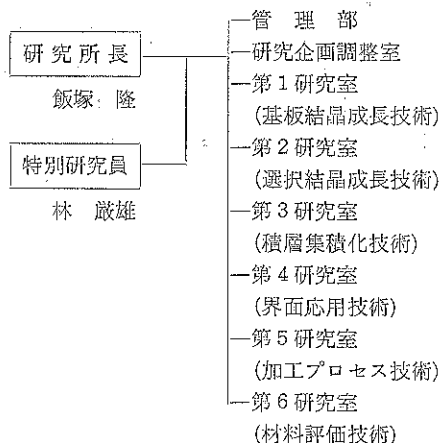 研究所長
飯塚 隆
特別研究員
林 厳雄
管理部
研究企画調整室
第1研究室
(基板結晶成長技術)
第2研究室
(選択結晶成長技術)
第3研究室
(積層集積化技術)
第4研究室
(界面応用技術)
第5研究室
(加工プロセス技術)
第6研究室
(材料評価技術)